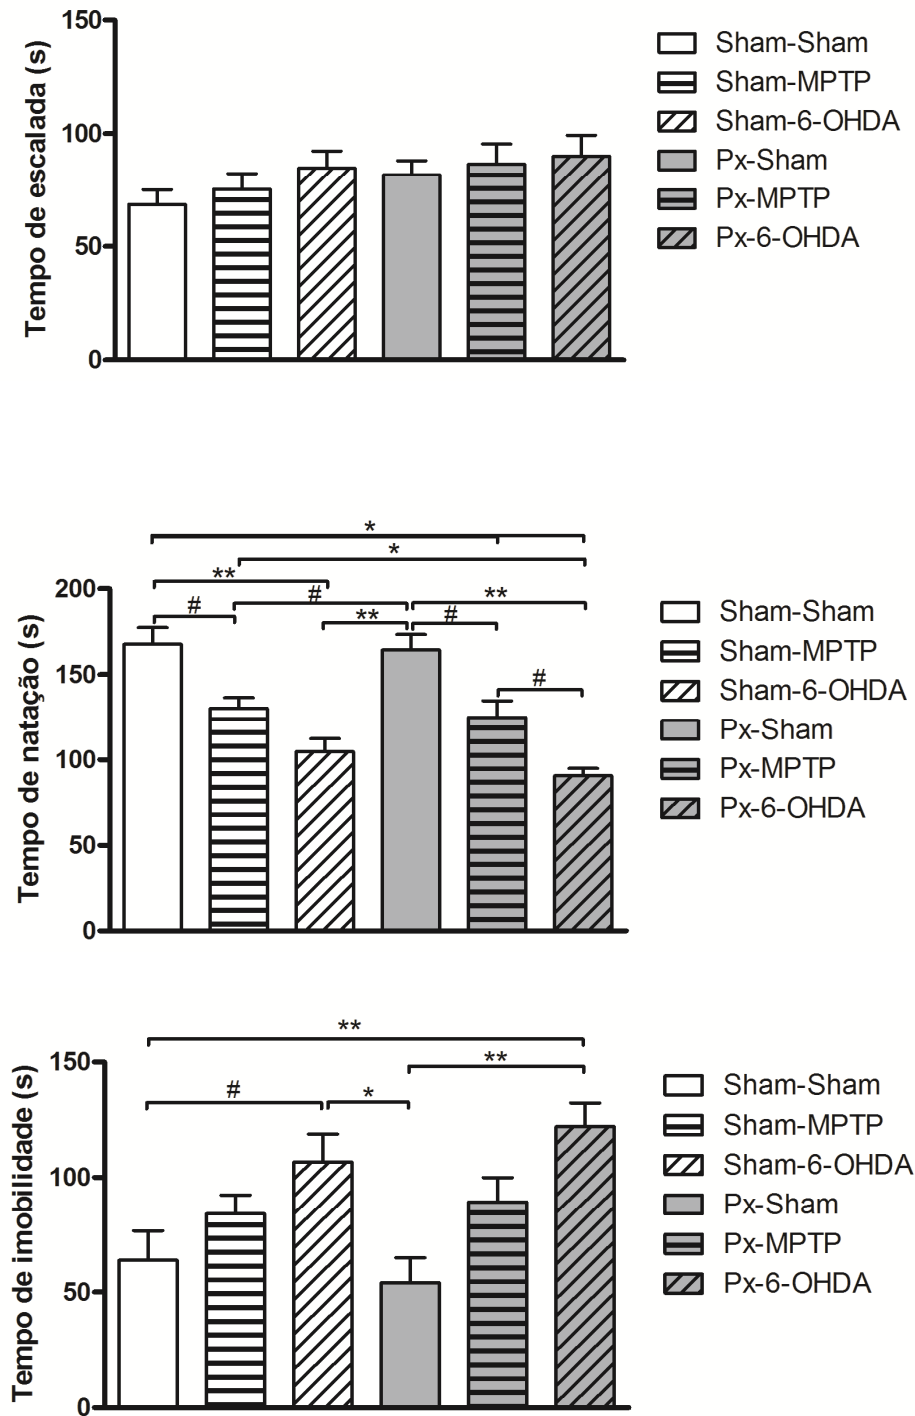 Tempo de escalada (s)
150
100
50
0
Sham-Sham
Sham-MPTP
Sham-6-OHDA
Px-Sham
Px-MPTP
Px-6-OHDA
Tempo de natação (s)
200
150
100
50
0
*
*
**
#
**
#
**
#
#
Sham-Sham
Sham-MPTP
Sham-6-OHDA
Px-Sham
Px-MPTP
Px-6-OHDA
Tempo de imobilidade (s)
150
100
50
0
**
**
#
*
Sham-Sham
Sham-MPTP
Sham-6-OHDA
Px-Sham
Px-MPTP
Px-6-OHDA